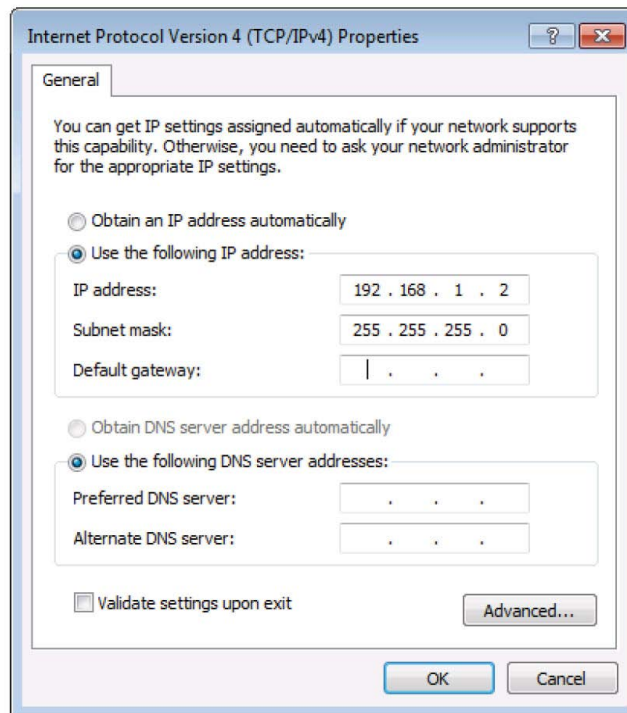 Internet Protocol Version 4 (TCP/IPv4) Properties ? X
General
You can get IP settings assigned automatically if your network supports
this capability. Otherwise, you need to ask your network administrator
for the appropriate IP settings.
Obtain an IP address automatically
Use the following IP address:
IP address: 192 . 168 . 1 . 2
Subnet mask: 255 . 255 . 255 . 0
Default gateway: . . .
Obtain DNS server address automatically
Use the following DNS server addresses:
Preferred DNS server: . . .
Alternate DNS server: . . .
Validate settings upon exit
Advanced...
OK Cancel